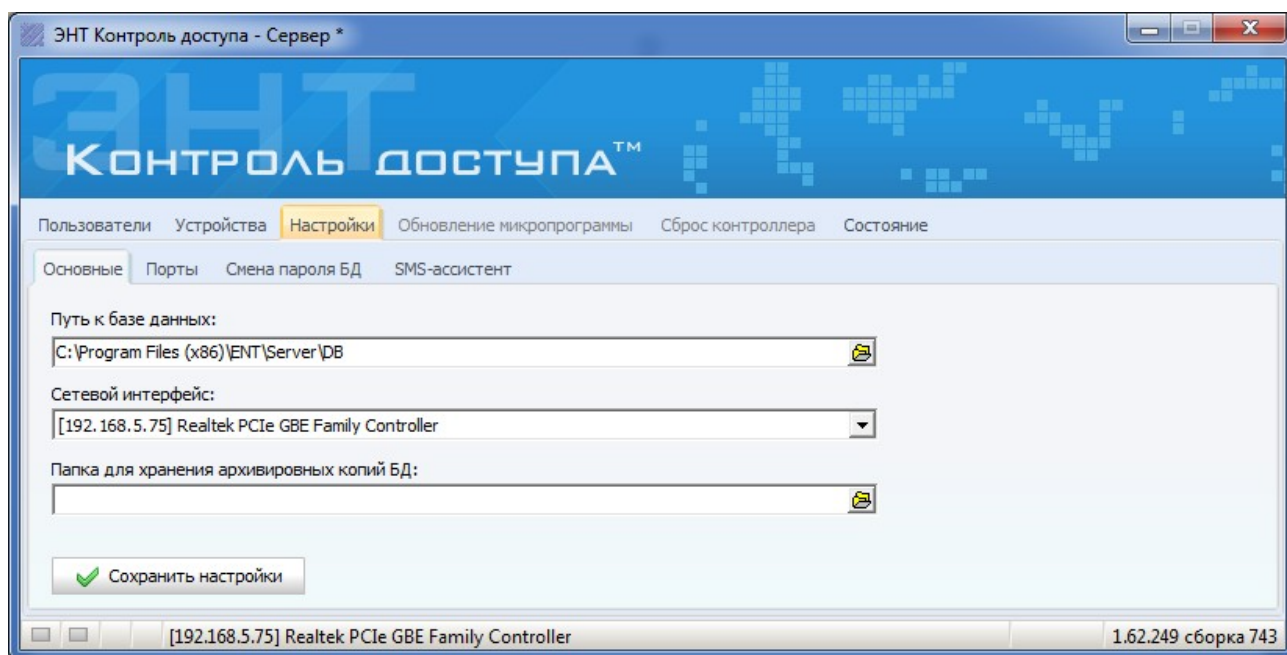 ЭНТ Контроль доступа - Сервер *
ЭНТ
КОНТРОЛЬ ДОСТУПА™
Пользователи Устройства Настройки Обновление микропрограммы Сброс контроллера Состояние
Основные Порты Смена пароля БД SMS-ассистент
Путь к базе данных:
C:\Program Files (x86)\ENT\Server\DB
Сетевой интерфейс:
[192.168.5.75] Realtek PCIe GBE Family Controller
Папка для хранения архивировных копий БД:
Сохранить настройки
[192.168.5.75] Realtek PCIe GBE Family Controller 1.62.249 сборка 743